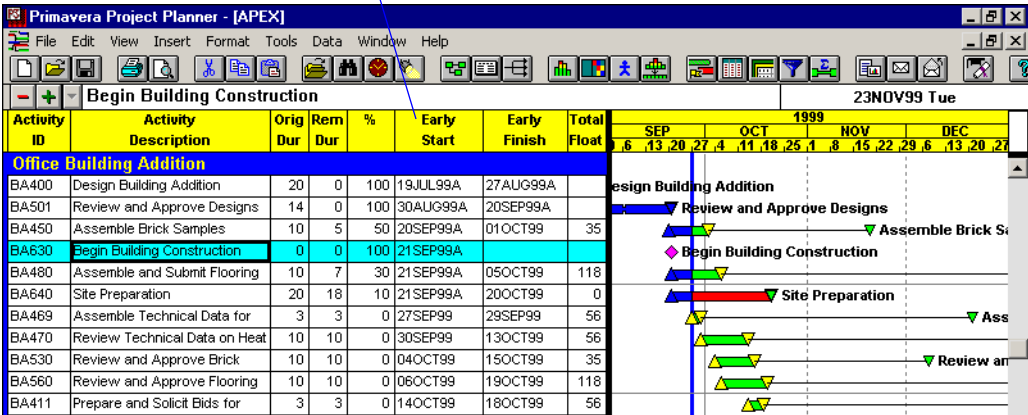 Primavera Project Planner - [APEX]
File Edit View Insert Format Tools Data Window Help
Begin Building Construction 23NOV99 Tue
Activity ID Activity Description Orig Dur Rem Dur % Early Start Early Finish Total Float
1999
SEP OCT NOV DEC
,6 ,13 ,20 ,27 ,4 ,11 ,18 ,25 ,1 ,8 ,15 ,22 ,29 ,6 ,13 ,20 ,27
Office Building Addition
BA400 Design Building Addition 20 0 100 19JUL99A 27AUG99A esign Building Addition
BA501 Review and Approve Designs 14 0 100 30AUG99A 20SEP99A Review and Approve Designs
BA450 Assemble Brick Samples 10 5 50 20SEP99A 01OCT99 35 Assemble Brick Sa
BA630 Begin Building Construction 0 0 100 21SEP99A Begin Building Construction
BA480 Assemble and Submit Flooring 10 7 30 21SEP99A 05OCT99 118
BA640 Site Preparation 20 18 10 21SEP99A 20OCT99 0 Site Preparation
BA469 Assemble Technical Data for 3 3 0 27SEP99 29SEP99 56 Ass
BA470 Review Technical Data on Heat 10 10 0 30SEP99 13OCT99 56
BA530 Review and Approve Brick 10 10 0 04OCT99 15OCT99 35 Review an
BA560 Review and Approve Flooring 10 10 0 06OCT99 19OCT99 118
BA411 Prepare and Solicit Bids for 3 3 0 14OCT99 18OCT99 56